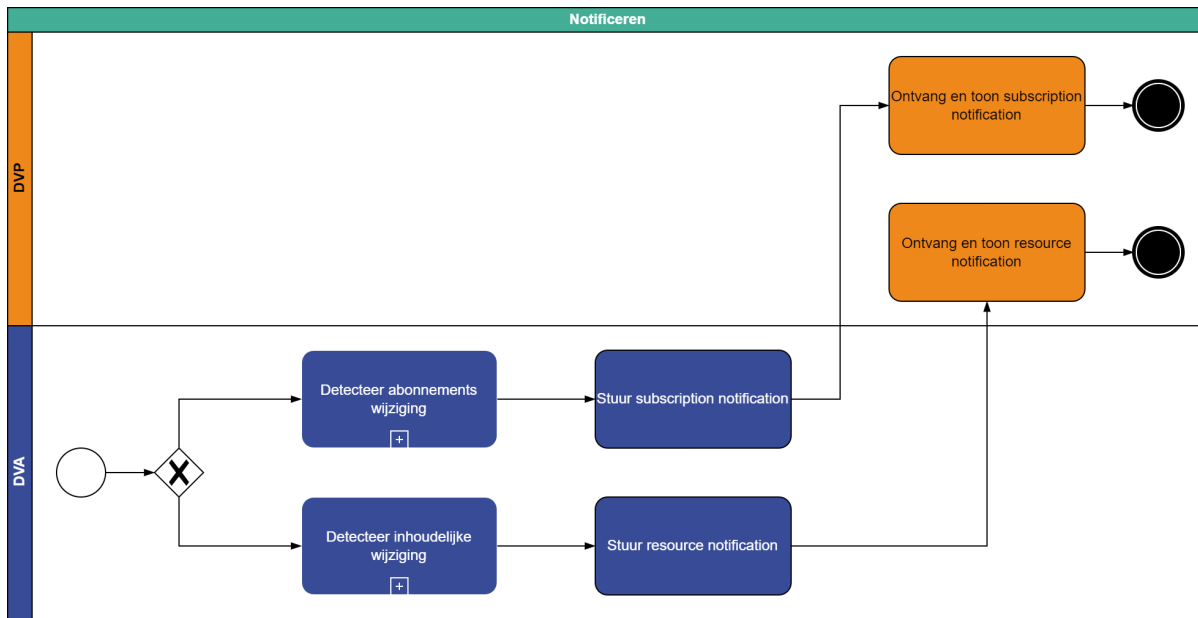 Notificeren
DVP
Ontvang en toon subscription
notification
Ontvang en toon resource
notification
DVA
Detecteer abonnements
wijziging
Stuur subscription notification
Detecteer inhoudelijke
wijziging
Stuur resource notification